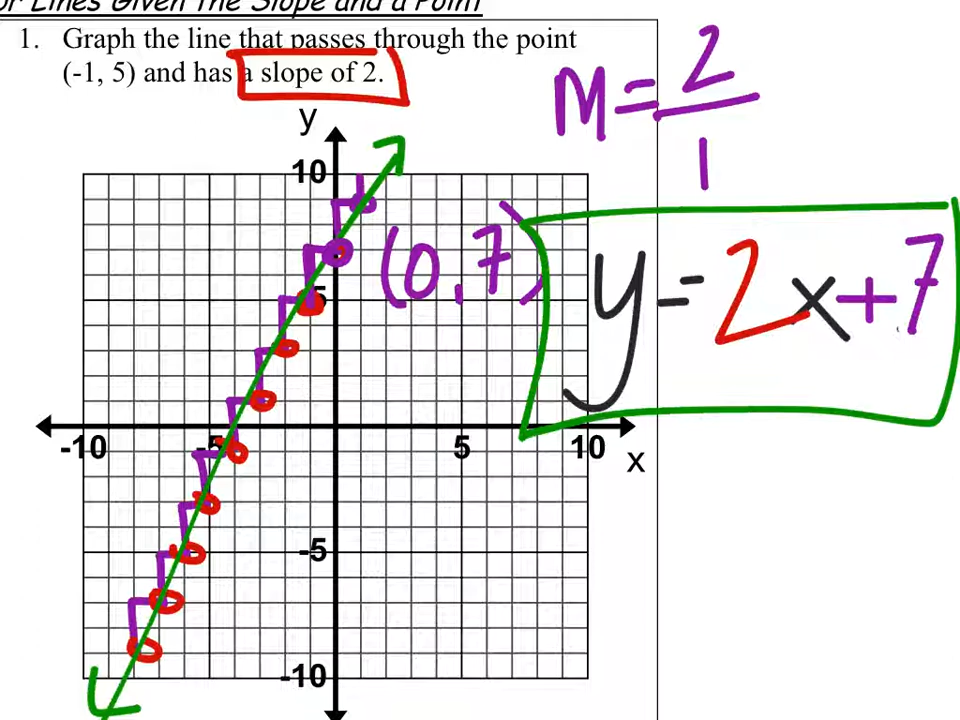 or Lines Given The Slope and a Point
1. Graph the line that passes through the point
(-1, 5) and has a slope of 2.
M = 2/1
y
10
(0, 7)
y = 2x + 7
5
-10
-5
5
10
x
-5
-10